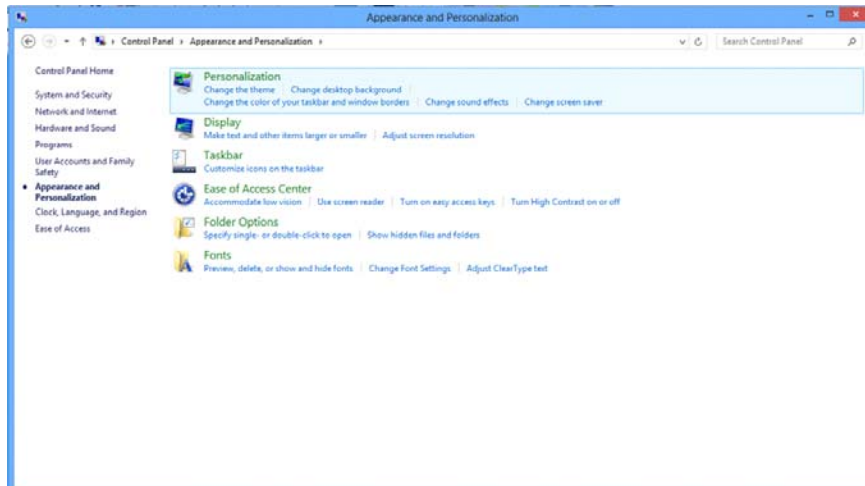 Appearance and Personalization
Control Panel Appearance and Personalization
Search Control Panel
Control Panel Home
System and Security
Network and Internet
Hardware and Sound
Programs
User Accounts and Family
Safety
Appearance and
Personalization
Clock, Language, and Region
Ease of Access
Personalization
Change the theme Change desktop background
Change the color of your taskbar and window borders Change sound effects Change screen saver
Display
Make text and other items larger or smaller Adjust screen resolution
Taskbar
Customize icons on the taskbar
Ease of Access Center
Accommodate low vision Use screen reader Turn on easy access keys Turn High Contrast on or off
Folder Options
Specify single- or double-click to open Show hidden files and folders
Fonts
Preview, delete, or show and hide fonts Change Font Settings Adjust ClearType text